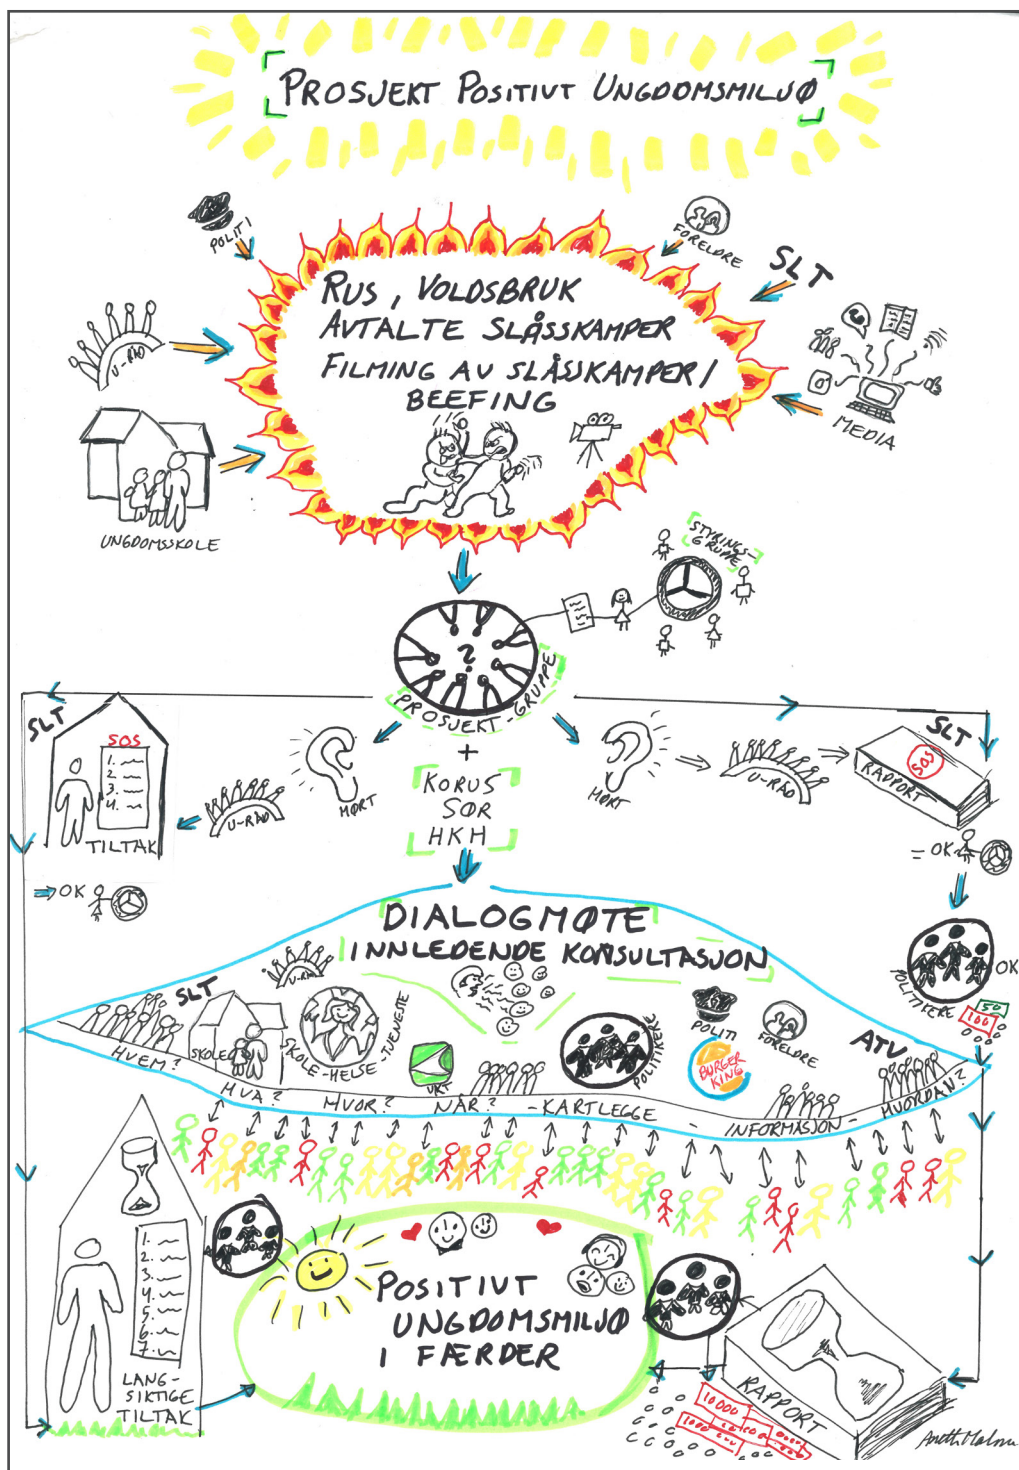 PROSJEKT POSITIVT UNGDOMSMILJØ
POLITI
FORELDRE
SLT
U-RÅD
RUS, VOLDSBRUK
AVTALTE SLÅSSKAMPER
FILMING AV SLÅSSKAMPER /
BEEFING
MEDIA
UNGDOMSSKOLE
STYRINGS-
GRUPPE
?
PROSJEKT-GRUPPE
SLT
SOS
1.
2.
3.
4.
TILTAK
U-RÅD
HØRT
+
KORUS
SØR
HKH
HØRT
U-RÅD
SLT
SOS
RAPPORT
= OK
OK
DIALOGMØTE
INNLEDENDE KONSULTASJON
POLITIKERE
OK
50
100
SLT
U-RÅD
SKOLE
SKOLE-HELSE-TJENESTE
UKT
POLITIKERE
POLITI
BURGER
KING
FORELDRE
ATV
HVEM?
HVA?
HVOR?
NÅR?
- KARTLEGGE
- INFORMASJON -
HVORDAN?
1.
2.
3.
4.
5.
6.
7.
LANG-
SIKTIGE
TILTAK
POSITIVT
UNGDOMSMILJØ
I FÆRDER
10000
RAPPORT